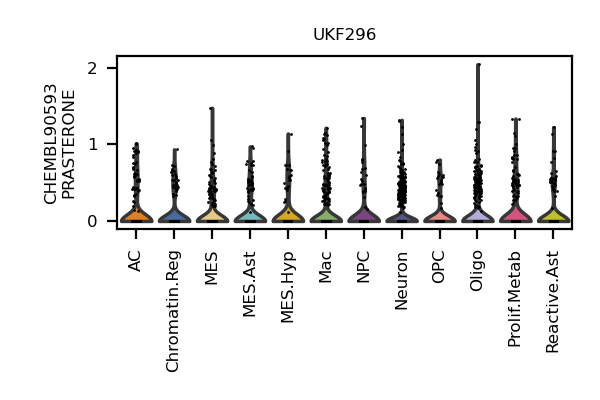 UKF296
CHEMBL90593
PRASTERONE
2
1
0
AC
Chromatin.Reg
MES
MES.Ast
MES.Hyp
Mac
NPC
Neuron
OPC
Oligo
Prolif.Metab
Reactive.Ast